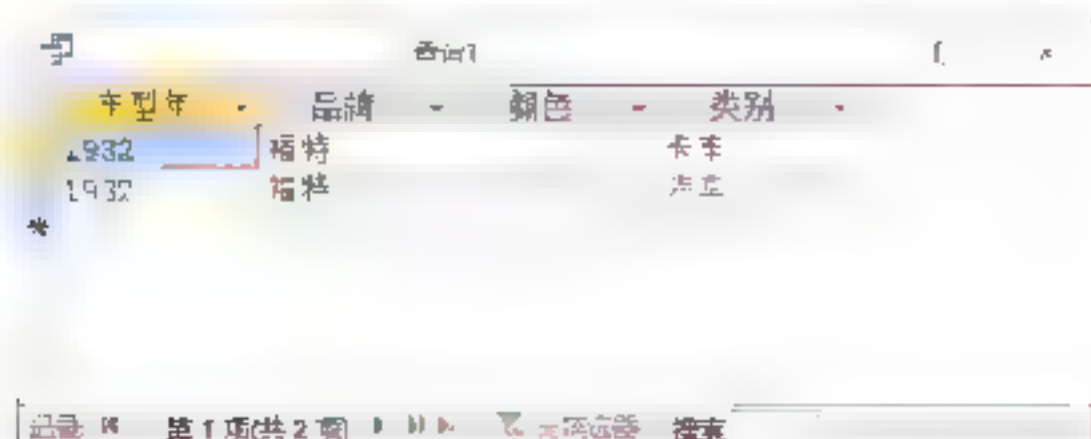 查询1
车型年 品牌 颜色 类别
1932 福特 卡车
1932 福特 卡车
*
记录 第 1 项(共 2 项) 无筛选器 搜索